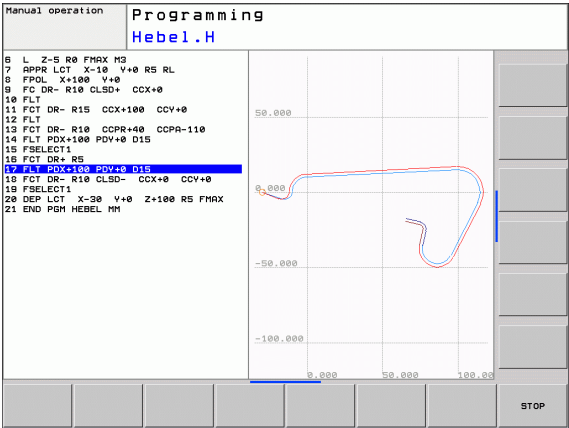 Manual operation
Programming
Hebel.H
6 L Z-5 R0 FMAX M3
7 APPR LCT X-10 Y+0 R5 RL
8 FPOL X+100 Y+0
9 FC DR- R10 CLSD+ CCX+0
10 FLT
11 FCT DR- R15 CCX+100 CCY+0
12 FLT
13 FCT DR- R10 CCPR+40 CCPA-110
14 FLT PDX+100 PDY+0 D15
15 FSELECT1
16 FCT DR+ R5
17 FLT PDX+100 PDY+0 D15
18 FCT DR- R10 CLSD- CCX+0 CCY+0
19 FSELECT1
20 DEP LCT X-30 Y+0 Z+100 R5 FMAX
21 END PGM HEBEL MM
50.000
0.000
-50.000
-100.000
0.000 50.000 100.00
STOP